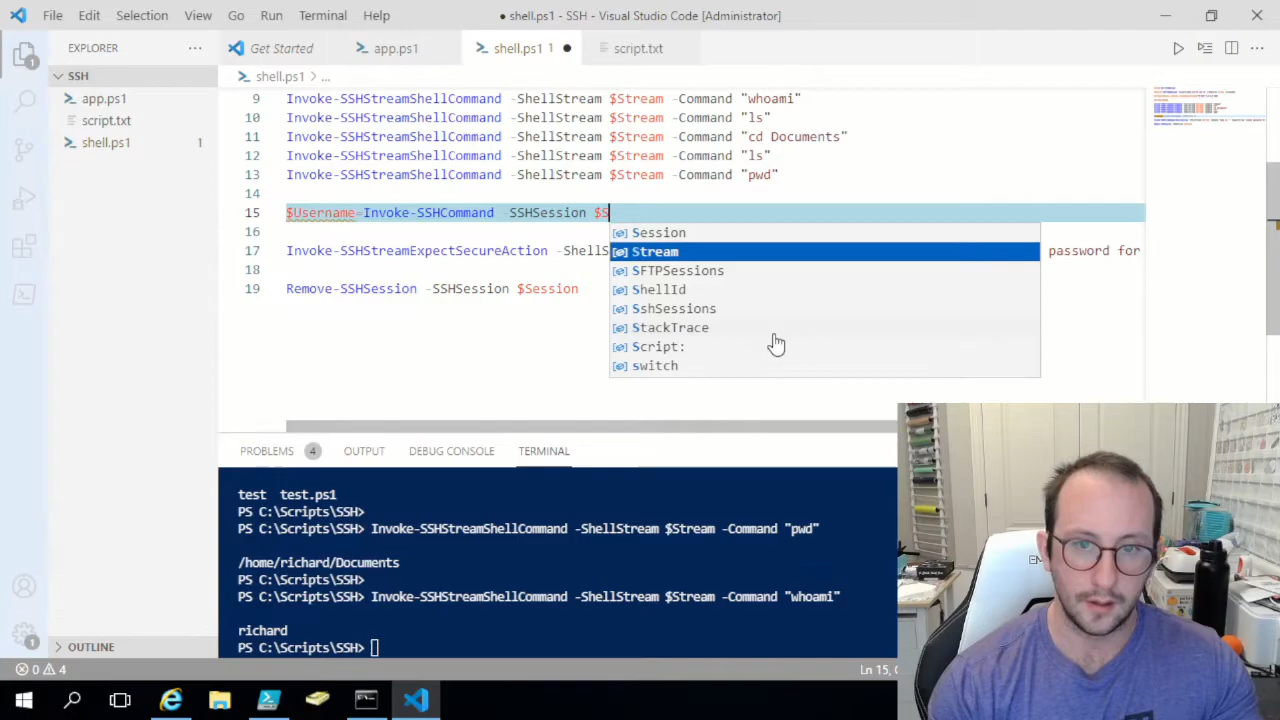 File Edit Selection View Go Run Terminal Help
● shell.ps1 - SSH - Visual Studio Code [Administrator]
EXPLORER
Get Started
app.ps1
shell.ps1 1
script.txt
SSH
app.ps1
script.txt
shell.ps1 1
shell.ps1 > ...
9 Invoke-SSHStreamShellCommand -ShellStream $Stream -Command "whoami"
10 Invoke-SSHStreamShellCommand -ShellStream $Stream -Command "ls"
11 Invoke-SSHStreamShellCommand -ShellStream $Stream -Command "cd Documents"
12 Invoke-SSHStreamShellCommand -ShellStream $Stream -Command "ls"
13 Invoke-SSHStreamShellCommand -ShellStream $Stream -Command "pwd"
14
15 $Username=Invoke-SSHCommand -SSHSession $S
16
17 Invoke-SSHStreamExpectSecureAction -ShellS password for
18
19 Remove-SSHSession -SSHSession $Session
Session
Stream
SFTPSessions
ShellId
SshSessions
StackTrace
Script:
switch
PROBLEMS 4 OUTPUT DEBUG CONSOLE TERMINAL
test test.ps1
PS C:\Scripts\SSH>
PS C:\Scripts\SSH> Invoke-SSHStreamShellCommand -ShellStream $Stream -Command "pwd"
/home/richard/Documents
PS C:\Scripts\SSH>
PS C:\Scripts\SSH> Invoke-SSHStreamShellCommand -ShellStream $Stream -Command "whoami"
richard
PS C:\Scripts\SSH>
OUTLINE
0 4
Ln 15,